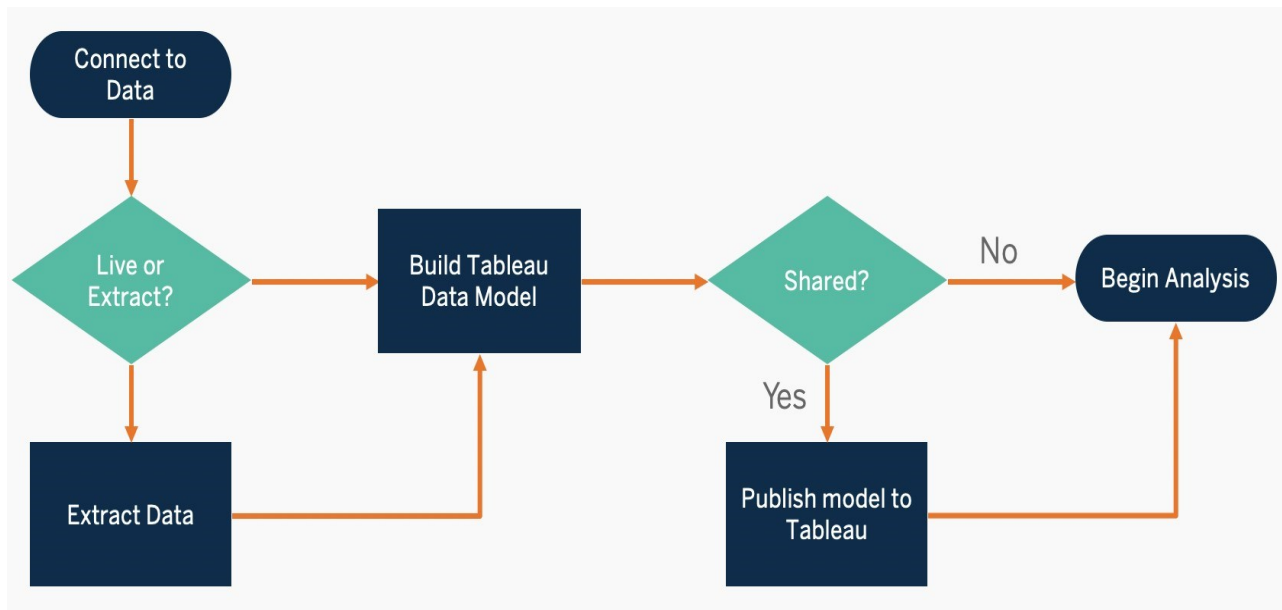 Connect to
Data
Live or
Extract?
Extract Data
Build Tableau
Data Model
Shared?
No
Yes
Publish model to
Tableau
Begin Analysis